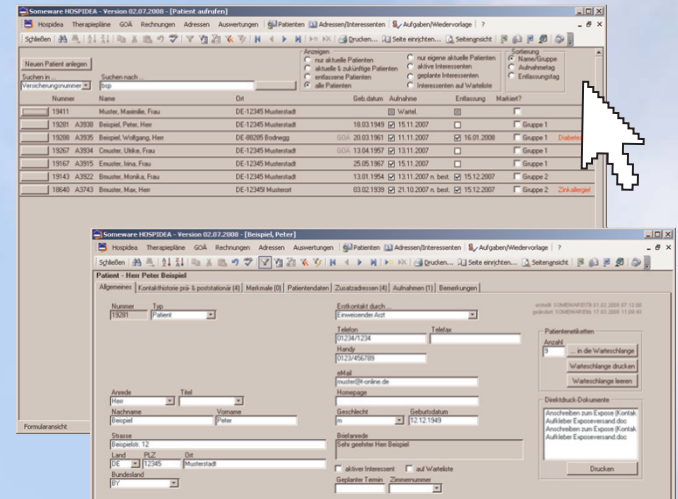 Someware HOSPIDEA - Version 02.07.2008 - [Patient aufrufen]
Hospidea Therapiepläne GOÄ Rechnungen Adressen Auswertungen Patienten Adressen/Interessenten Aufgaben/Wiedervorlage ?
Schließen Drucken... Seite einrichten... Seitenansicht
Neuen Patient anlegen
Anzeigen
nur aktuelle Patienten
aktuelle & zukünftige Patienten
entlassene Patienten
alle Patienten
nur eigene aktuelle Patienten
aktive Interessenten
geplante Interessenten
Interessenten auf Warteliste
Sortierung
Name/Gruppe
Aufnahmetag
Entlassungstag
Suchen in ... Suchen nach ...
Versicherungsnummer bsp
Nummer Name Ort Geb.datum Aufnahme Entlassung Markiert?
19411 Muster, Maximilie, Frau DE-12345 Musterstadt Wartel.
19281 A3938 Beispiel, Peter, Herr DE-12345 Musterstadt 18.03.1949 15.11.2007 Gruppe 1
19288 A3935 Beispiel, Wolfgang, Herr DE-88285 Bodnegg GOÄ 20.03.1961 11.11.2007 16.01.2008 Gruppe 1
19267 A3934 Cmuster, Ulrike, Frau DE-12345 Musterstadt GOÄ 13.04.1957 13.11.2007 Gruppe 1
19167 A3915 Emuster, Irina, Frau DE-12345 Musterstadt 25.05.1967 15.11.2007 Gruppe 1
19143 A3922 Bmuster, Monika, Frau DE-12345 Musterstadt 13.01.1954 13.11.2007 n. best. 15.12.2007 Gruppe 2
18640 A3743 Bmuster, Max, Herr DE-12345l Musterort 03.02.1939 21.10.2007 n. best. 15.12.2007 Gruppe 2 Zinkallergie!
Formularansicht
Someware HOSPIDEA - Version 02.07.2008 - [Beispiel, Peter]
Hospidea Therapiepläne GOÄ Rechnungen Adressen Auswertungen Patienten Adressen/Interessenten Aufgaben/Wiedervorlage ?
Schließen Drucken... Seite einrichten... Seitenansicht
Patient - Herr Peter Beispiel
Allgemeines Kontakthistorie prä- & poststationär (4) Merkmale (0) Patientendaten Zusatzadressen (4) Aufnahmen (1) Bemerkungen
Nummer Typ
19281 Patient
Erstkontakt durch ...
Einweisender Arzt
Telefon Telefax
01234/1234
Handy
0123/456789
eMail
muster@t-online.de
Homepage
Anrede Titel
Herr
Nachname Vorname
Beispiel Peter
Geschlecht Geburtsdatum
m 12.12.1949
Strasse
Beispielstr. 12
Briefanrede
Sehr geehrter Herr Beispiel
Land PLZ Ort
DE 12345 Musterstadt
Bundesland
BY
aktiver Interessent auf Warteliste
Geplanter Termin Zimmernummer
Patientenetiketten
Anzahl
9 ... in die Warteschlange
Warteschlange drucken
Warteschlange leeren
Direktdruck-Dokumente
Anschreiben zum Expose (Kontak
Aufkleber Exposeversand.doc
Anschreiben zum Expose (Kontak
Aufkleber Exposeversand.doc
Drucken